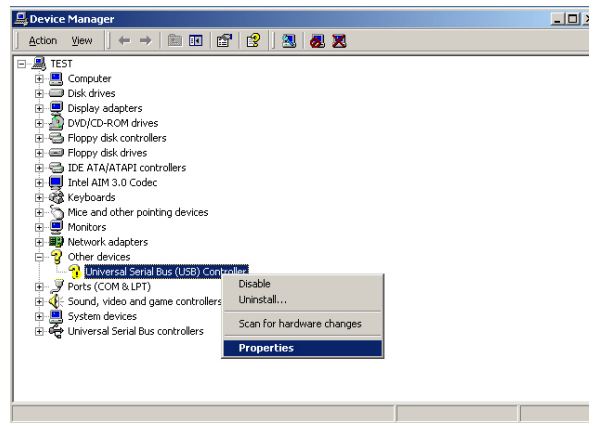 Device Manager
Action View
TEST
Computer
Disk drives
Display adapters
DVD/CD-ROM drives
Floppy disk controllers
Floppy disk drives
IDE ATA/ATAPI controllers
Intel AIM 3.0 Codec
Keyboards
Mice and other pointing devices
Monitors
Network adapters
Other devices
Universal Serial Bus (USB) Controller
Ports (COM & LPT)
Sound, video and game controllers
System devices
Universal Serial Bus controllers
Disable
Uninstall...
Scan for hardware changes
Properties